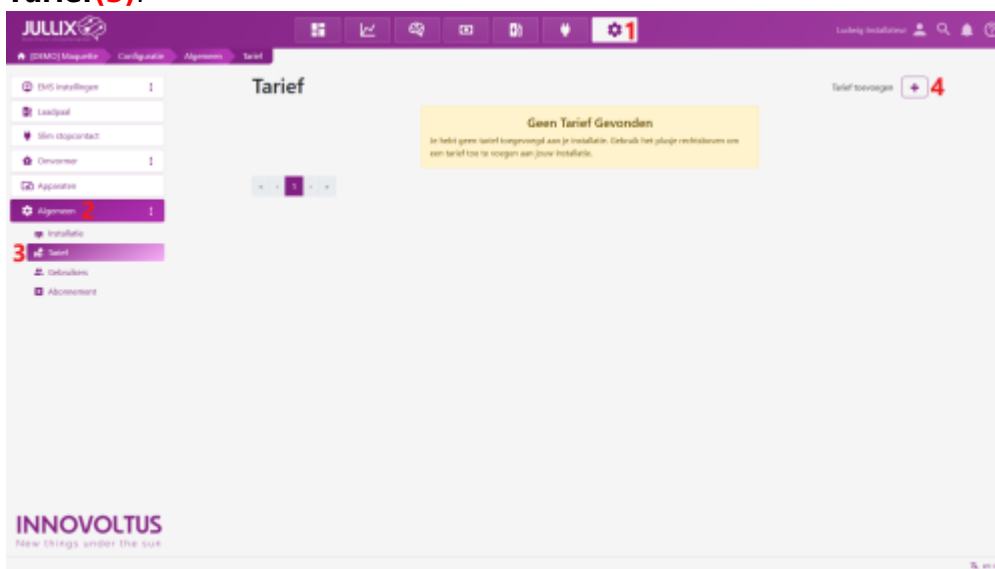 Tarief(3).
JULLIX
1
Ludwig Installateur
[DEMO] Maquette Configuratie Algemeen Tarief
EMS Instellingen
Laadpaal
Slim stopcontact
Omvormer
Apparaten
Algemeen 2
Installatie
3 Tarief
Gebruikers
Abonnement
Tarief
Tarief toevoegen + 4
Geen Tarief Gevonden
Je hebt geen tarief toegevoegd aan je installatie. Gebruik het plusje rechtsboven om
een tarief toe te voegen aan jouw installatie.
« ‹ 1 › »
INNOVOLTUS
New things under the sun